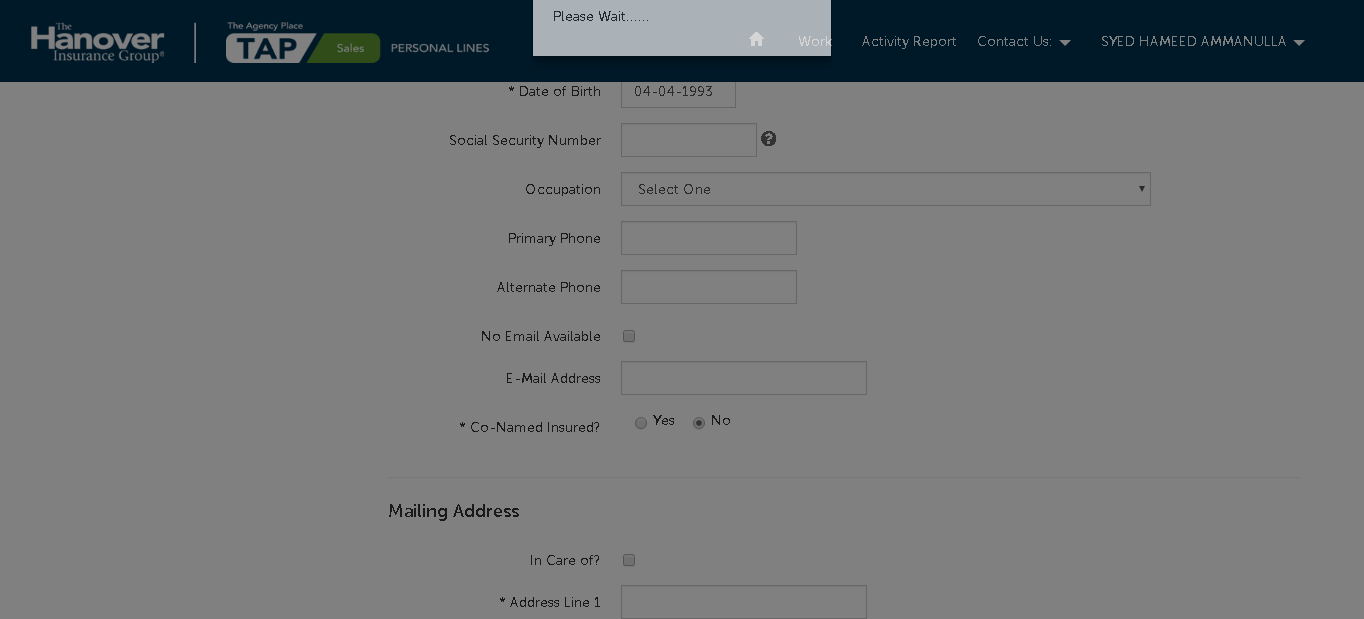 Please Wait......
The
Hanover
Insurance Group®
The Agency Place
TAP Sales PERSONAL LINES
Work Activity Report Contact Us: SYED HAMEED AMMANULLA
* Date of Birth 04-04-1993
Social Security Number ?
Occupation Select One
Primary Phone
Alternate Phone
No Email Available
E-Mail Address
* Co-Named Insured? Yes No
Mailing Address
In Care of?
* Address Line 1